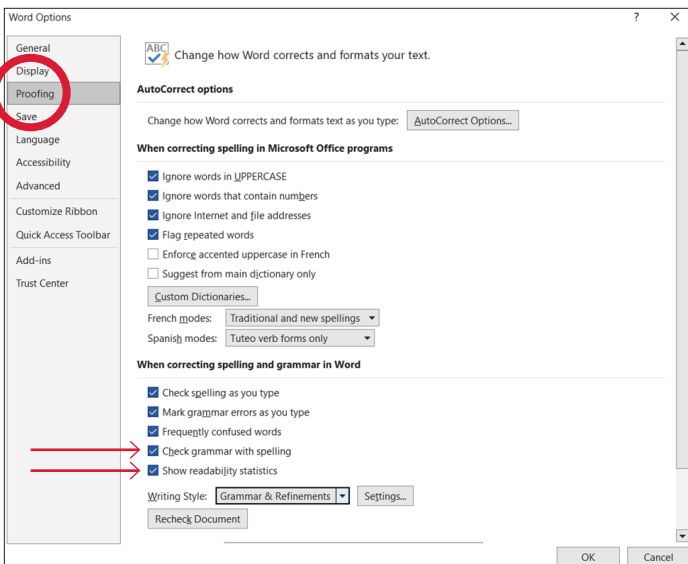 Word Options ? ×
General
Display
Proofing
Save
Language
Accessibility
Advanced
Customize Ribbon
Quick Access Toolbar
Add-ins
Trust Center
ABC
Change how Word corrects and formats your text.
AutoCorrect options
Change how Word corrects and formats text as you type: AutoCorrect Options...
When correcting spelling in Microsoft Office programs
Ignore words in UPPERCASE
Ignore words that contain numbers
Ignore Internet and file addresses
Flag repeated words
Enforce accented uppercase in French
Suggest from main dictionary only
Custom Dictionaries...
French modes: Traditional and new spellings
Spanish modes: Tuteo verb forms only
When correcting spelling and grammar in Word
Check spelling as you type
Mark grammar errors as you type
Frequently confused words
Check grammar with spelling
Show readability statistics
Writing Style: Grammar & Refinements Settings...
Recheck Document
OK Cancel